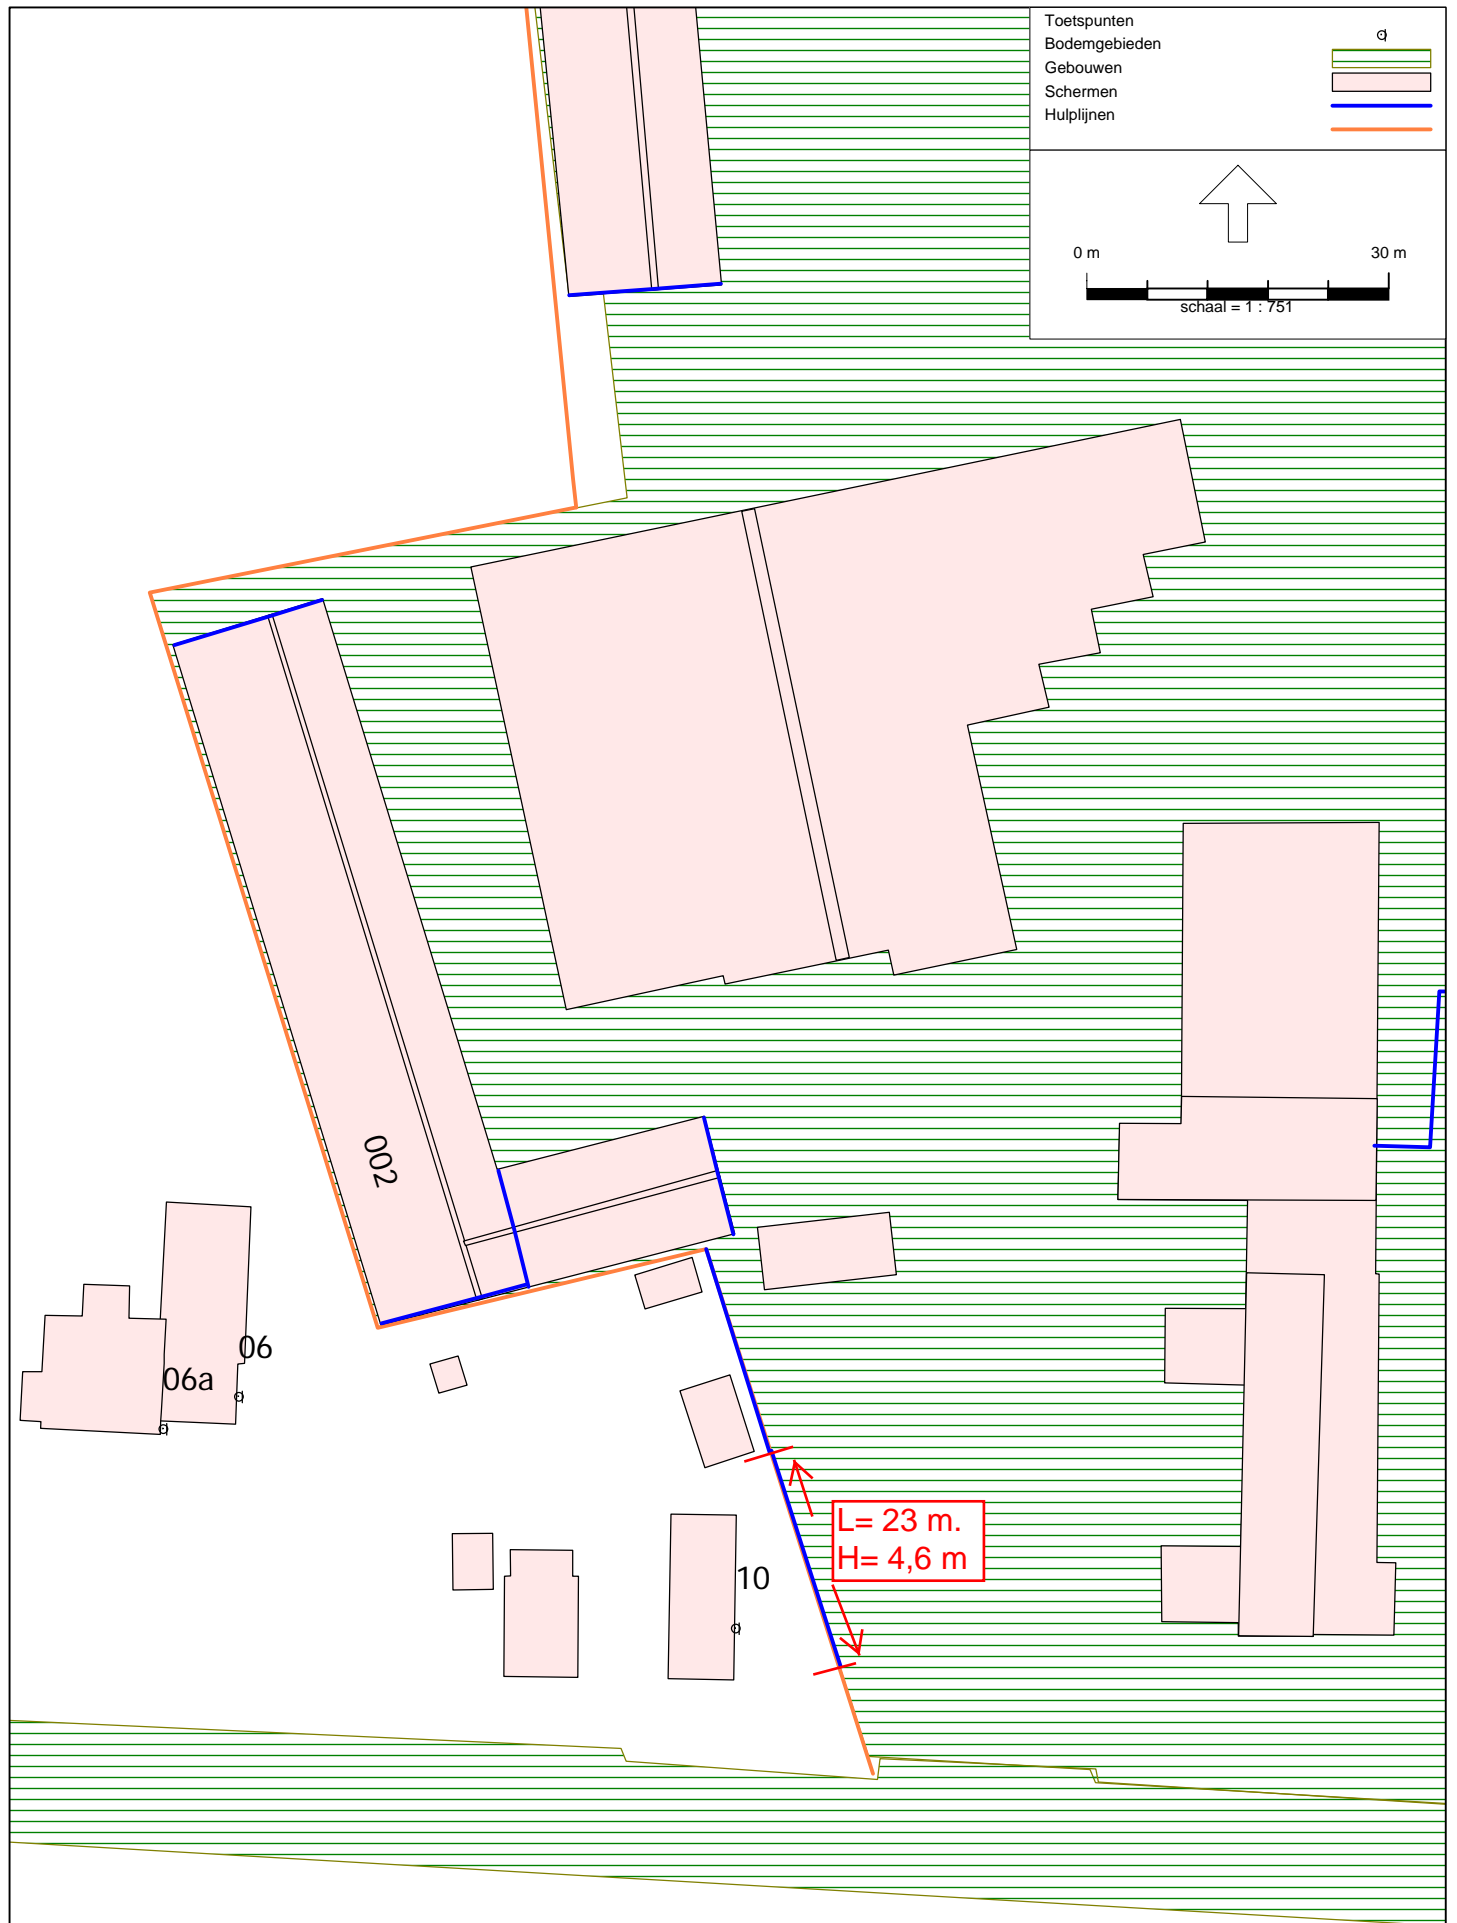 Toetspunten
Bodemgebieden
Gebouwen
Schermen
Hulplijnen
0 m 30 m
schaal = 1 : 751
002
06
06a
L= 23 m.
H= 4,6 m
10